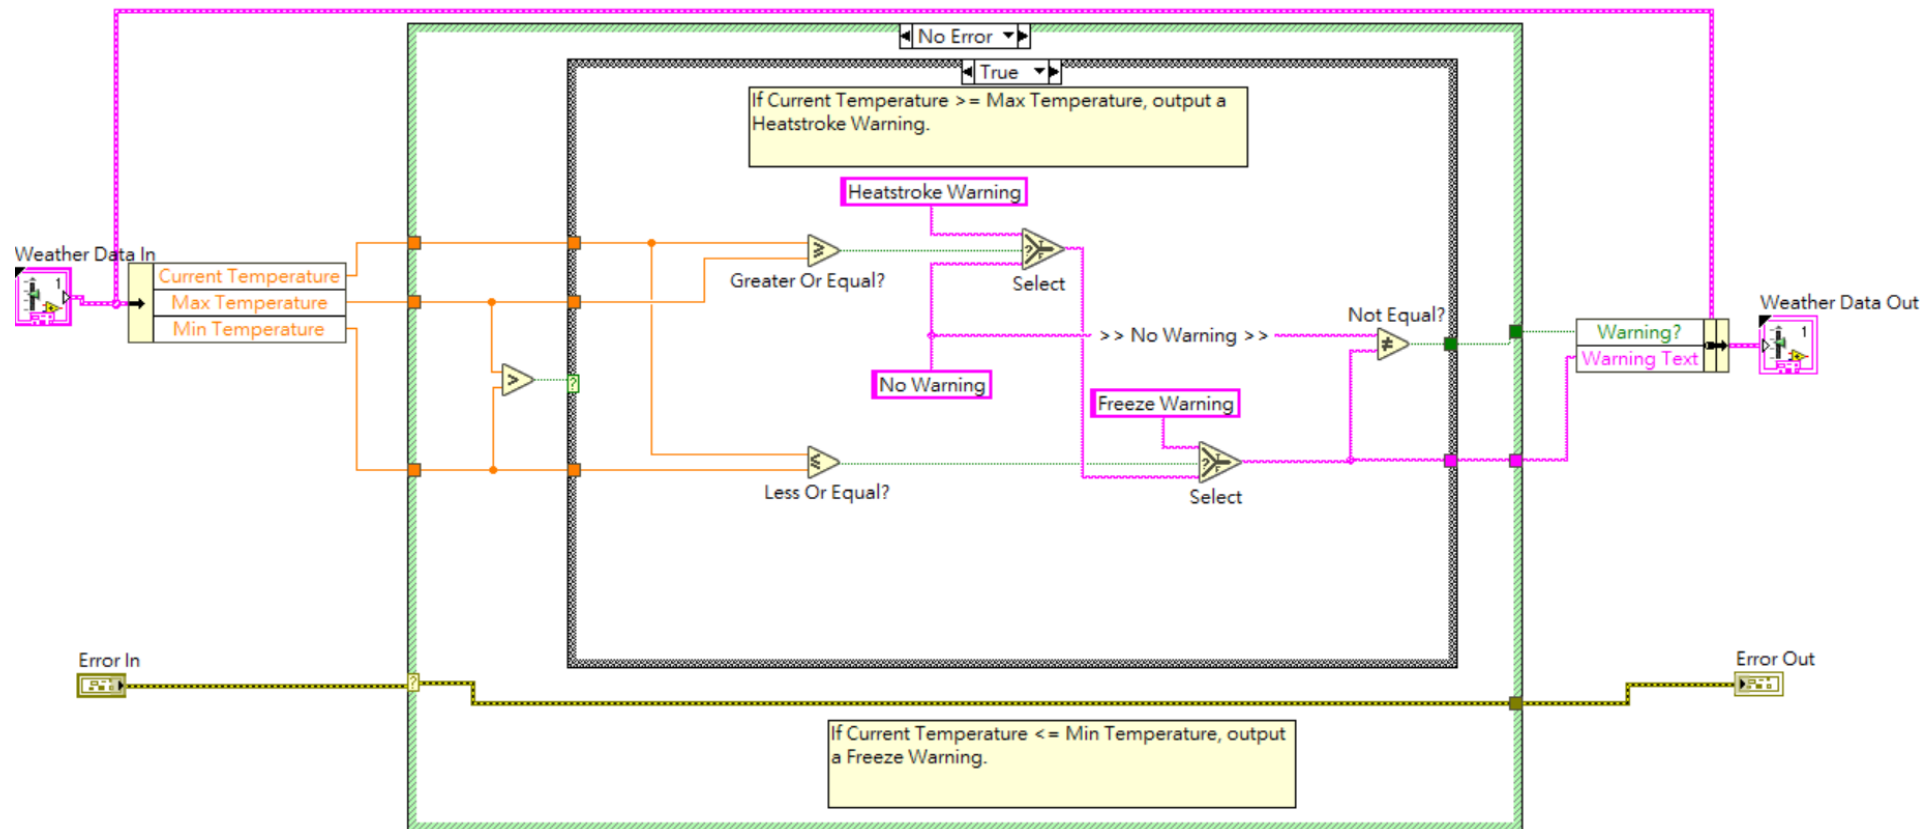 No Error
True
If Current Temperature >= Max Temperature, output a
Heatstroke Warning.
Heatstroke Warning
Weather Data In
1
Current Temperature
Max Temperature
Min Temperature
Greater Or Equal?
Select
>> No Warning >>
Not Equal?
No Warning
Freeze Warning
Less Or Equal?
Select
Warning?
Warning Text
Weather Data Out
1
Error In
Error Out
If Current Temperature <= Min Temperature, output
a Freeze Warning.